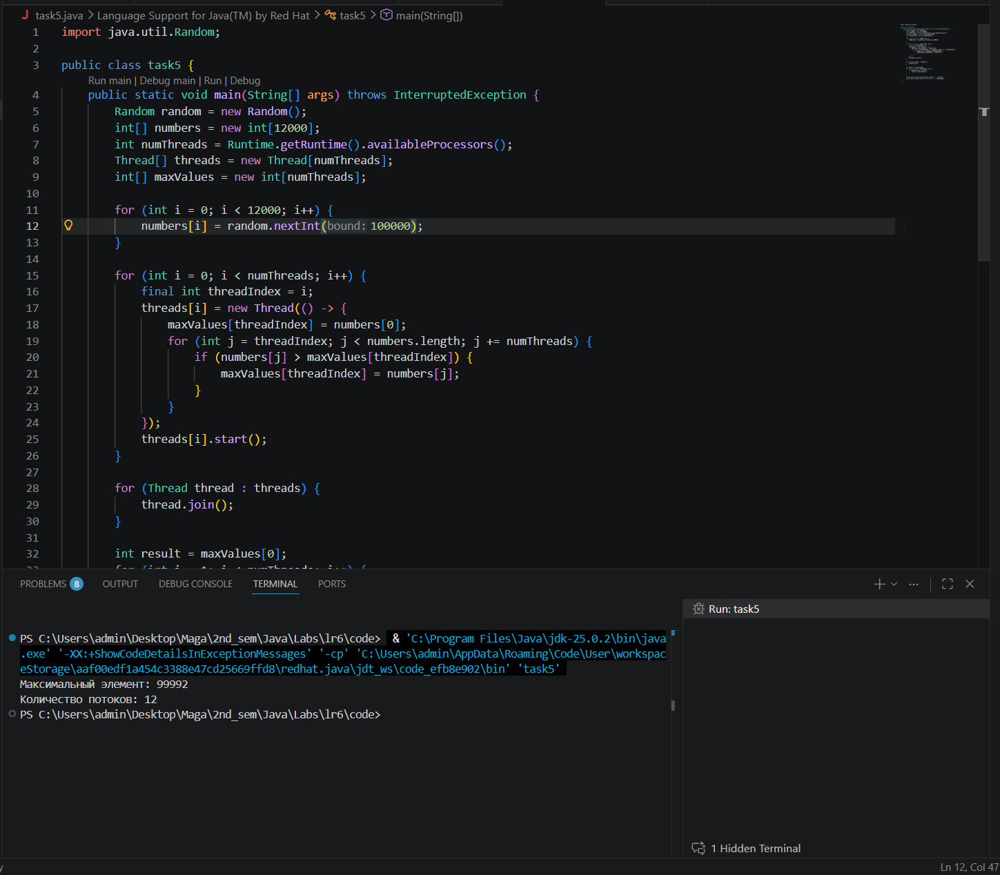 J task5.java > Language Support for Java(TM) by Red Hat > task5 > main(String[])
1 import java.util.Random;
2
3 public class task5 {
Run main | Debug main | Run | Debug
4 public static void main(String[] args) throws InterruptedException {
5 Random random = new Random();
6 int[] numbers = new int[12000];
7 int numThreads = Runtime.getRuntime().availableProcessors();
8 Thread[] threads = new Thread[numThreads];
9 int[] maxValues = new int[numThreads];
10
11 for (int i = 0; i < 12000; i++) {
12 numbers[i] = random.nextInt(bound: 100000);
13 }
14
15 for (int i = 0; i < numThreads; i++) {
16 final int threadIndex = i;
17 threads[i] = new Thread(() -> {
18 maxValues[threadIndex] = numbers[0];
19 for (int j = threadIndex; j < numbers.length; j += numThreads) {
20 if (numbers[j] > maxValues[threadIndex]) {
21 maxValues[threadIndex] = numbers[j];
22 }
23 }
24 });
25 threads[i].start();
26 }
27
28 for (Thread thread : threads) {
29 thread.join();
30 }
31
32 int result = maxValues[0];
33 for (int i = 1; i < numThreads; i++) {
PROBLEMS 8 OUTPUT DEBUG CONSOLE TERMINAL PORTS
Run: task5
PS C:\Users\admin\Desktop\Maga\2nd_sem\Java\Labs\lr6\code> & 'C:\Program Files\Java\jdk-25.0.2\bin\java
.exe' '-XX:+ShowCodeDetailsInExceptionMessages' '-cp' 'C:\Users\admin\AppData\Roaming\Code\User\workspac
eStorage\aaf00edf1a454c3388e47cd25669ffd8\redhat.java\jdt_ws\code_efb8e902\bin' 'task5'
Максимальный элемент: 99992
Количество потоков: 12
PS C:\Users\admin\Desktop\Maga\2nd_sem\Java\Labs\lr6\code>
1 Hidden Terminal
Ln 12, Col 47